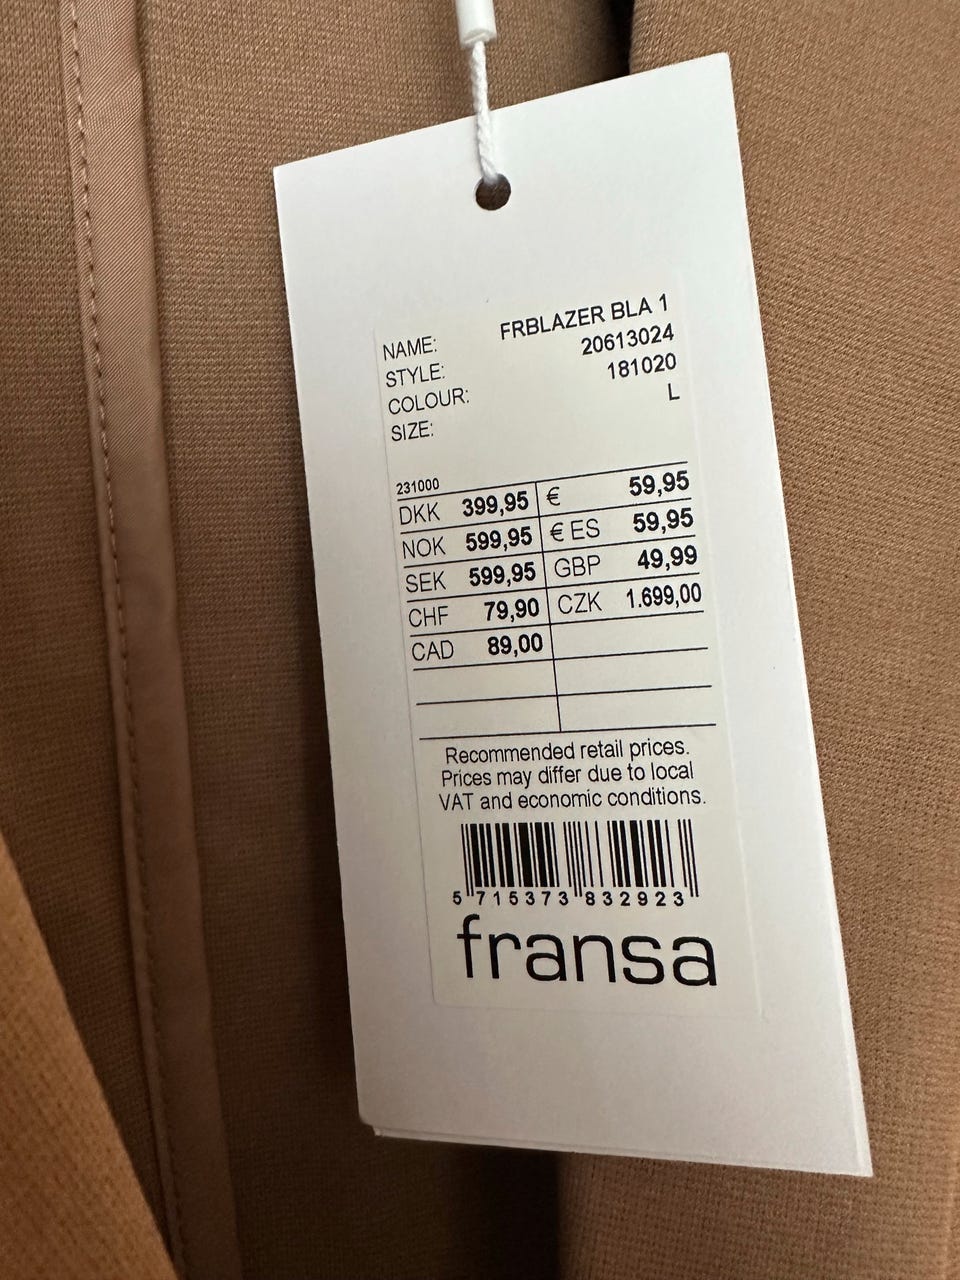 NAME: FRBLAZER BLA 1
STYLE: 20613024
COLOUR: 181020
SIZE: L
231000
DKK 399,95 € 59,95
NOK 599,95 € ES 59,95
SEK 599,95 GBP 49,99
CHF 79,90 CZK 1.699,00
CAD 89,00
Recommended retail prices.
Prices may differ due to local
VAT and economic conditions.
5 715373 832923
fransa